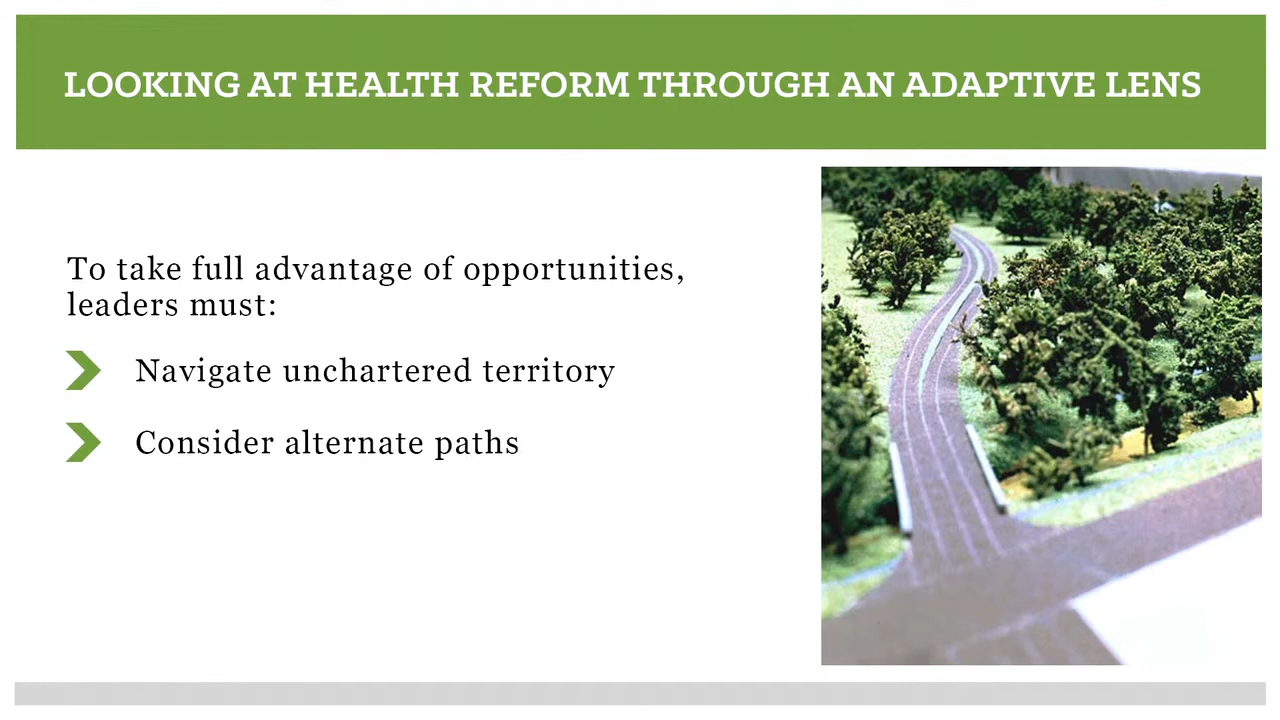 LOOKING AT HEALTH REFORM THROUGH AN ADAPTIVE LENS
To take full advantage of opportunities,
leaders must:
Navigate unchartered territory
Consider alternate paths